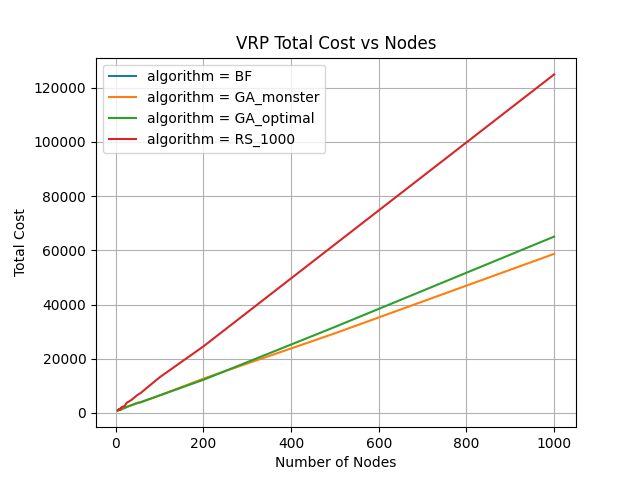 VRP Total Cost vs Nodes
algorithm = BF
algorithm = GA_monster
algorithm = GA_optimal
algorithm = RS_1000
120000
100000
80000
60000
40000
20000
0
Total Cost
0 200 400 600 800 1000
Number of Nodes